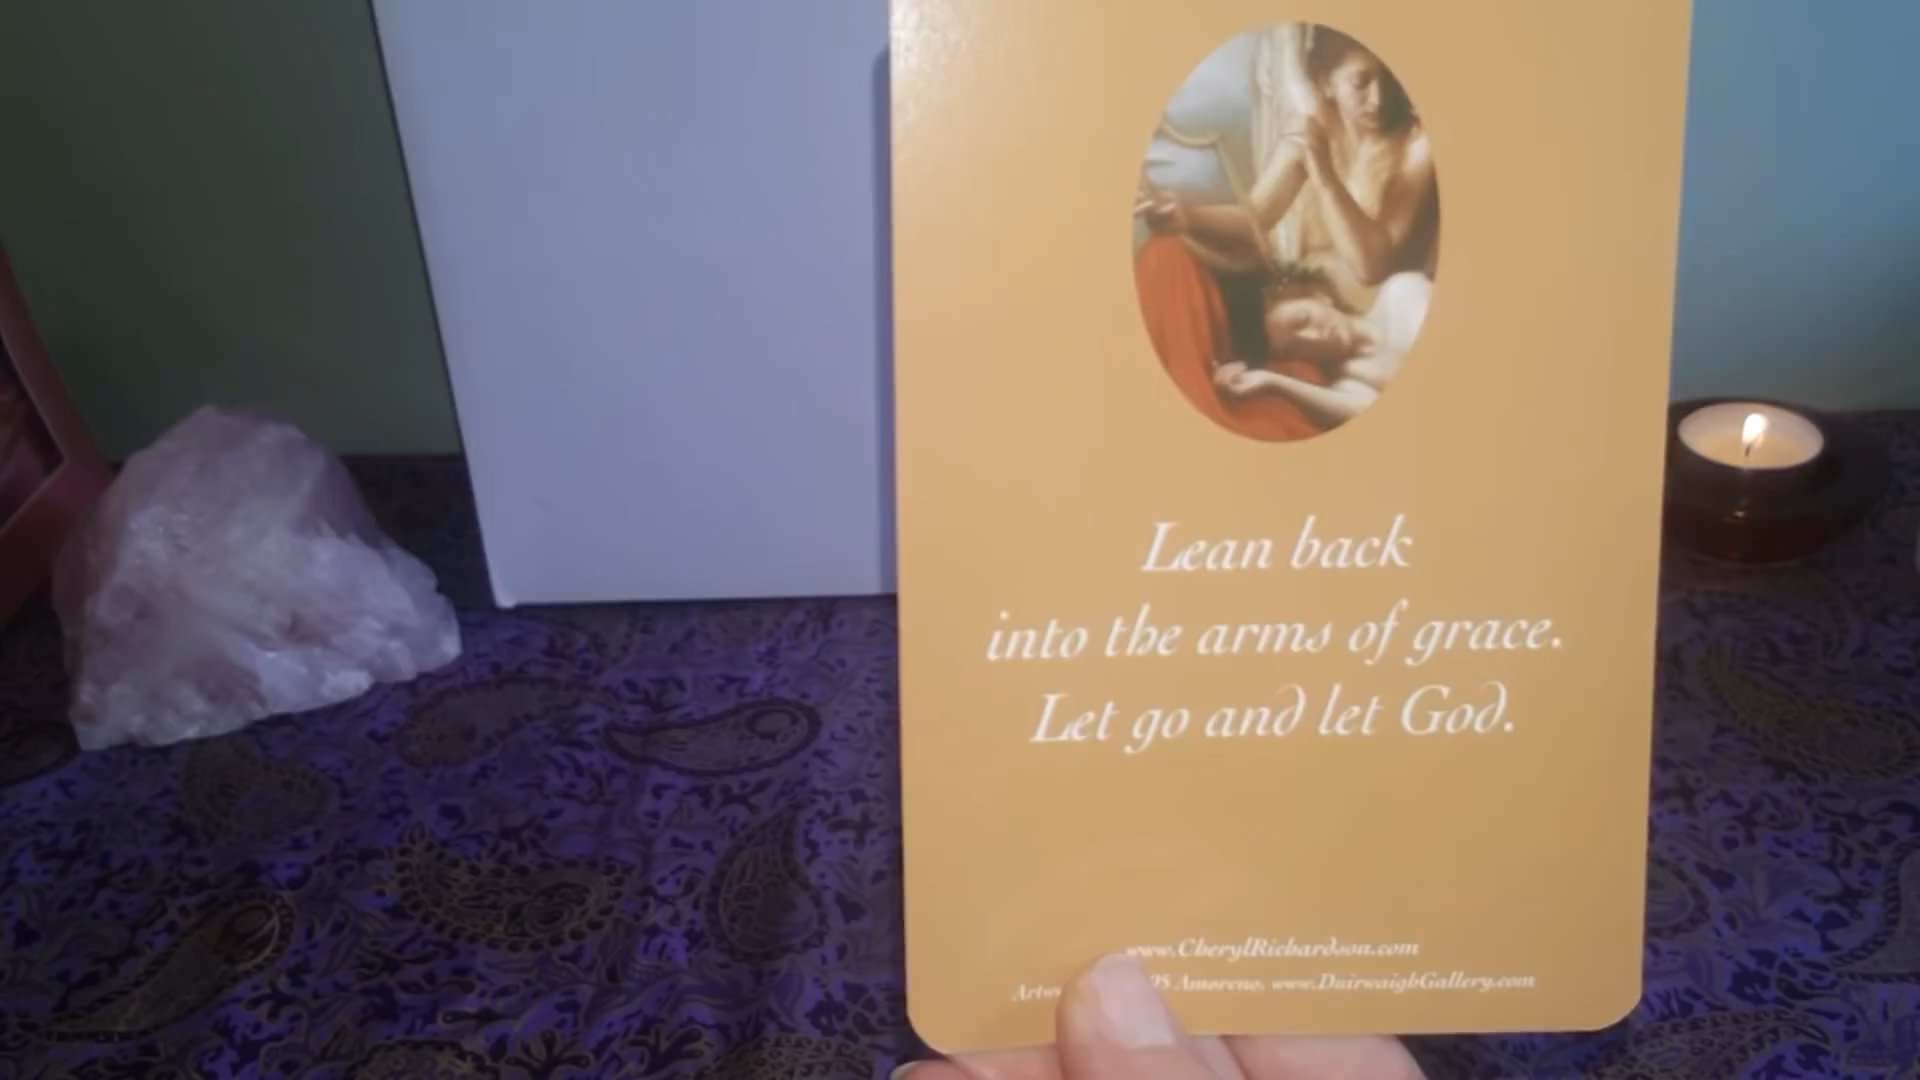 Lean back
into the arms of grace.
Let go and let God.
www.CherylRichardson.com
Amoreno, www.DuirwaighGallery.com